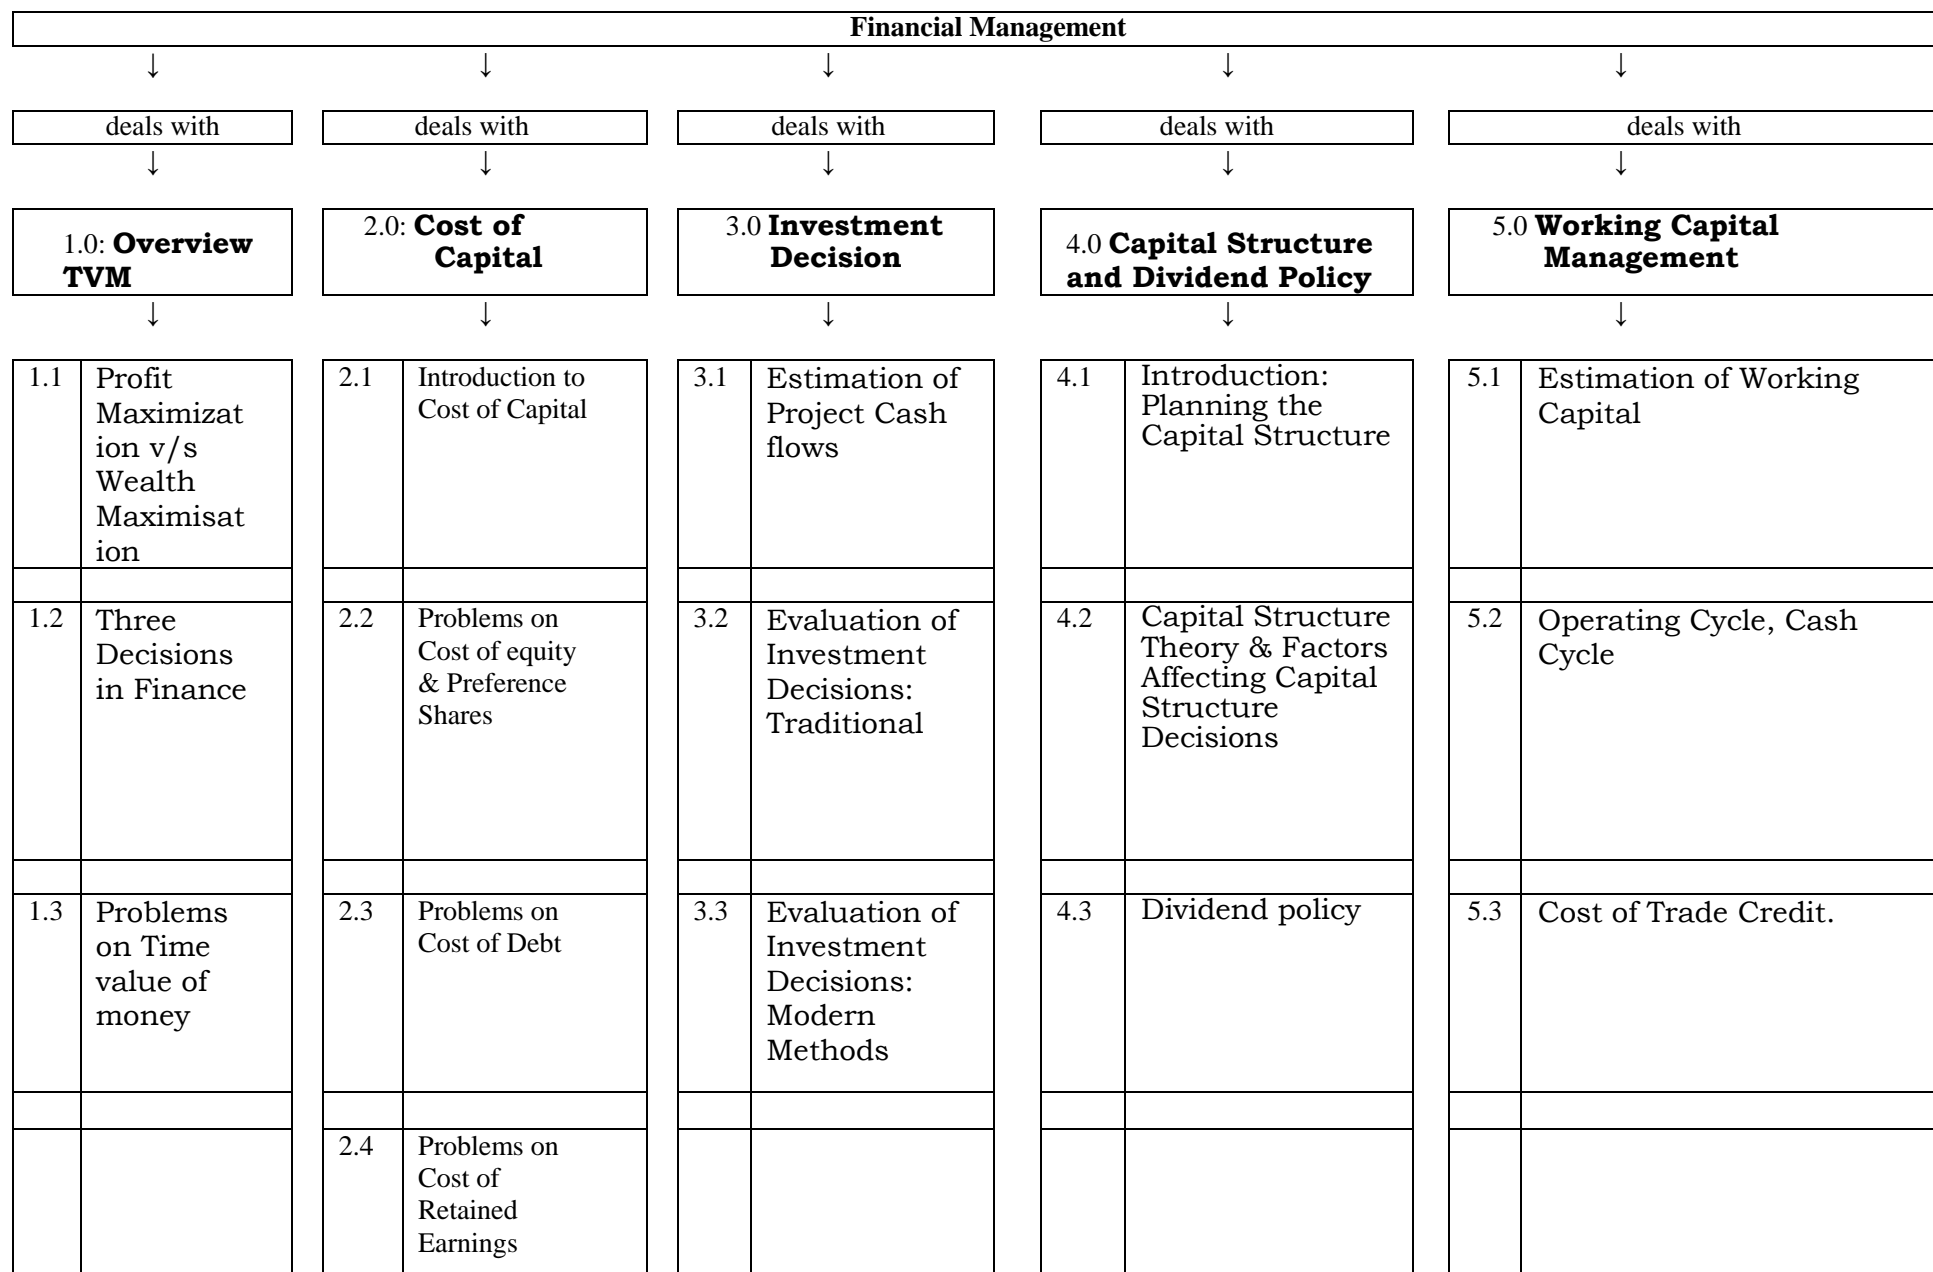 Financial Management
↓ ↓ ↓ ↓ ↓
deals with deals with deals with deals with deals with
↓ ↓ ↓ ↓ ↓
1.0: Overview
TVM
2.0: Cost of
Capital
3.0 Investment
Decision
4.0 Capital Structure
and Dividend Policy
5.0 Working Capital
Management
↓ ↓ ↓ ↓ ↓
1.1 Profit
Maximizat
ion v/s
Wealth
Maximisat
ion
2.1 Introduction to
Cost of Capital
3.1 Estimation of
Project Cash
flows
4.1 Introduction:
Planning the
Capital Structure
5.1 Estimation of Working
Capital
1.2 Three
Decisions
in Finance
2.2 Problems on
Cost of equity
& Preference
Shares
3.2 Evaluation of
Investment
Decisions:
Traditional
4.2 Capital Structure
Theory & Factors
Affecting Capital
Structure
Decisions
5.2 Operating Cycle, Cash
Cycle
1.3 Problems
on Time
value of
money
2.3 Problems on
Cost of Debt
3.3 Evaluation of
Investment
Decisions:
Modern
Methods
4.3 Dividend policy
5.3 Cost of Trade Credit.
2.4 Problems on
Cost of
Retained
Earnings